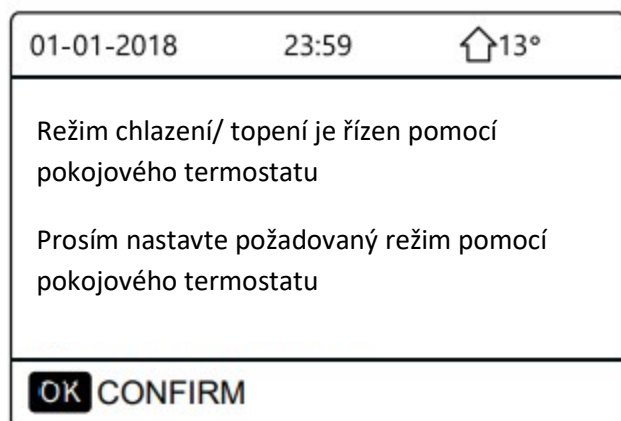 01-01-2018 23:59 13°
Režim chlazení/ topení je řízen pomocí
pokojového termostatu
Prosím nastavte požadovaný režim pomocí
pokojového termostatu
OK CONFIRM